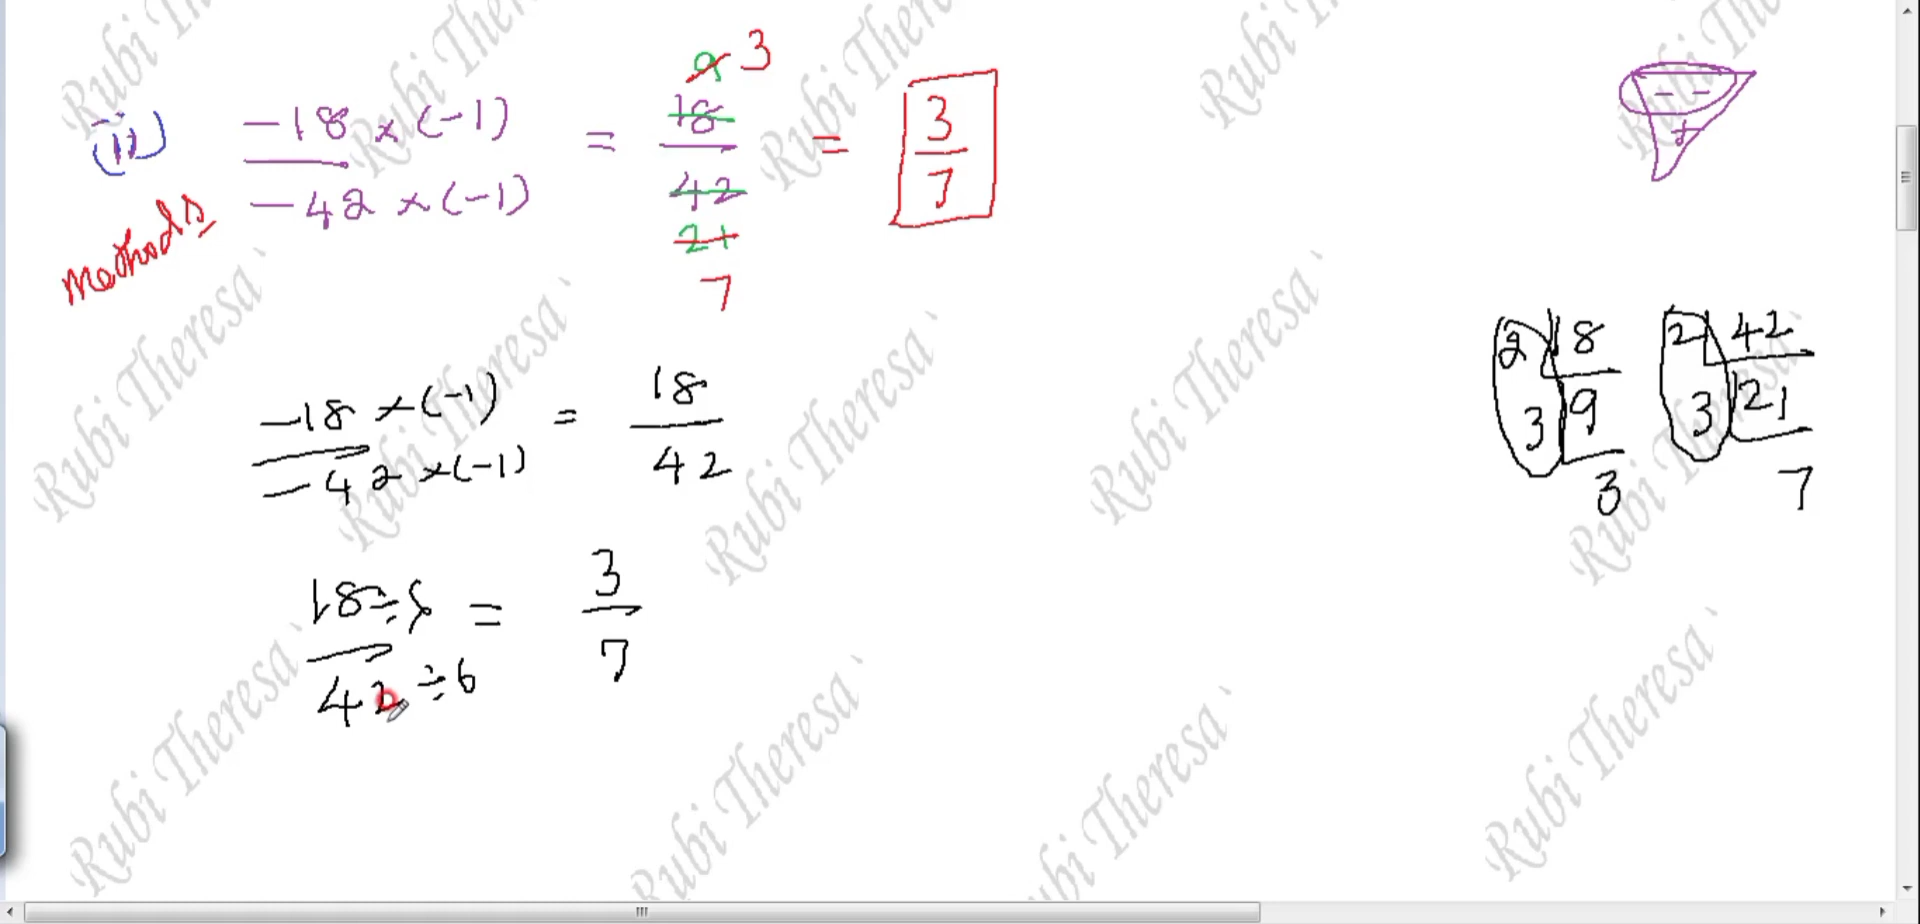 (ii) -18 × (-1) / -42 × (-1) = 18 / 42 = 3 / 7
9 3
21
7
- -
+
Methods
2 18 2 42
3 9 3 21
3 7
-18 × (-1) / -42 × (-1) = 18 / 42
18 ÷ 6 / 42 ÷ 6 = 3 / 7
Rubi Theresa